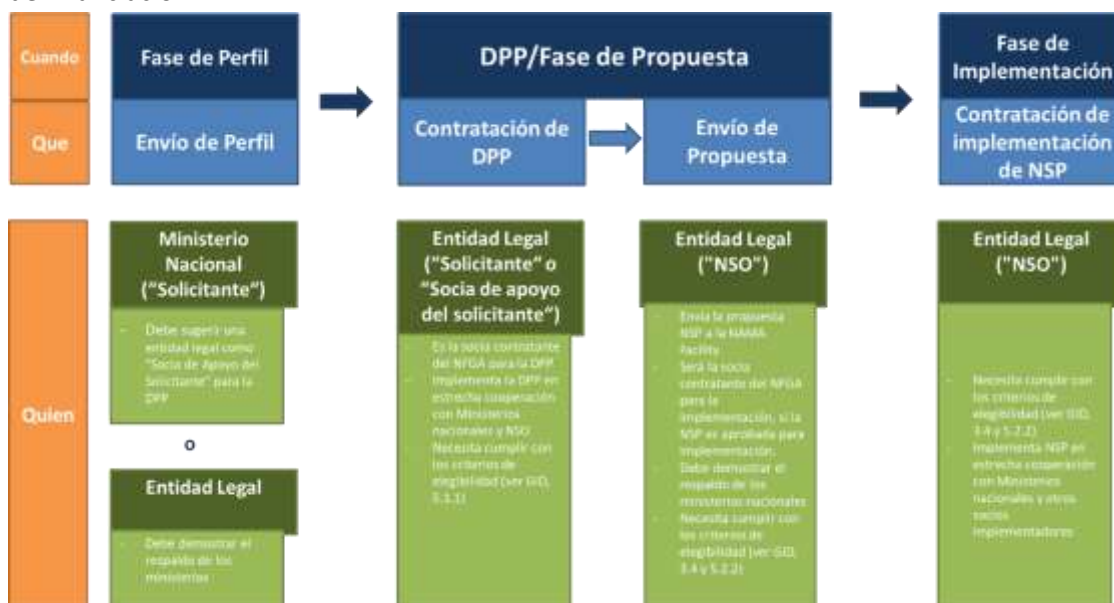 Cuando
Fase de Perfil
DPP/Fase de Propuesta
Fase de
Implementación
Que
Envío de Perfil
Contratación de
DPP
Envío de
Propuesta
Contratación de
implementación
de NSP
Quien
Ministerio
Nacional
("Solicitante")
- Debe sugerir una
entidad legal como
"Socia de Apoyo del
Solicitante" para la
DPP
o
Entidad Legal
- Debe demostrar el
respaldo de los
ministerios
Entidad Legal
("Solicitante" o
"Socia de apoyo
del solicitante")
- Es la socia contratante
del NFGA para la DPP
- Implementa la DPP en
estrecha cooperación
con Ministerios
nacionales y NSO
- Necesita cumplir con
los criterios de
elegibilidad (ver GID,
Entidad Legal
("NSO")
- Envía la propuesta
NSP a la NAMA
Facility
- Será la socia
contratante del NFGA
para la
implementación, si la
NSP es aprobada para
implementación.
- Debe demostrar el
respaldo de los
ministerios nacionales
- Necesita cumplir con
los criterios de
elegibilidad (ver GID,
3.4 y 5.2.2)
Entidad Legal
("NSO")
- Necesita cumplir con
los criterios de
elegibilidad (ver GID,
3.4 y 5.2.2)
- Implementa NSP en
estrecha cooperación
con Ministerios
nacionales y otros
socios
implementadores